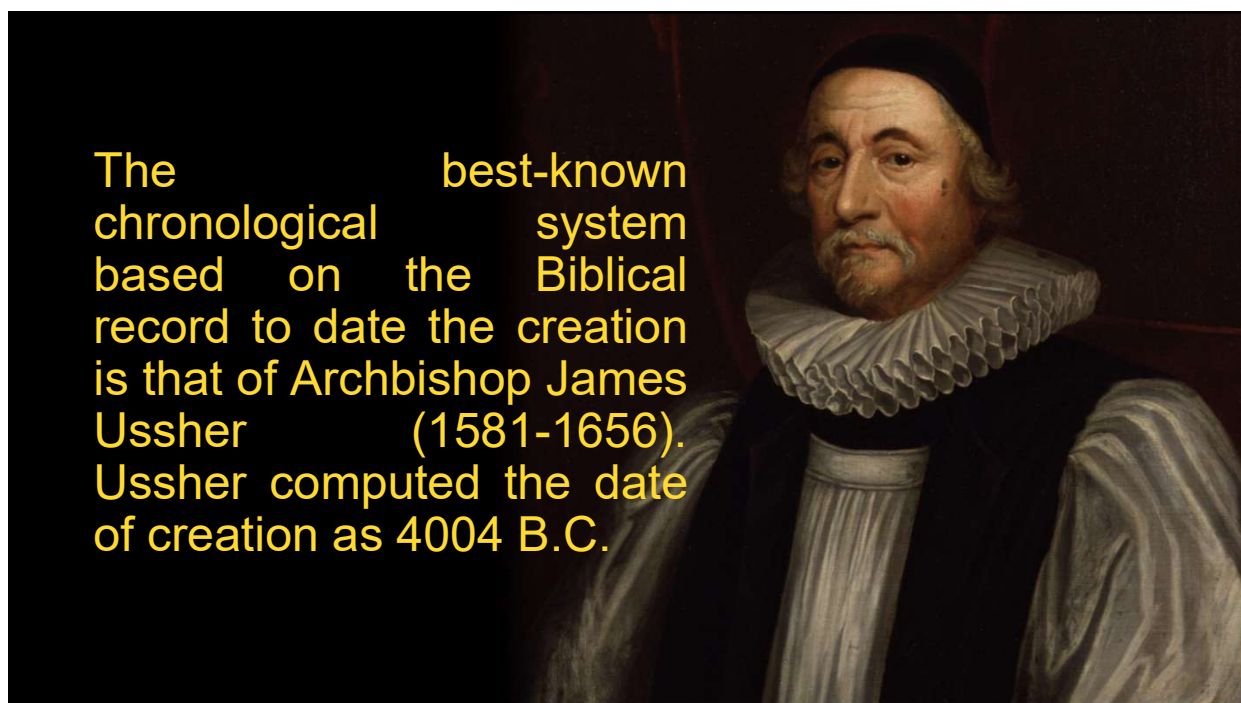 The best-known
chronological system
based on the Biblical
record to date the creation
is that of Archbishop James
Ussher (1581-1656).
Ussher computed the date
of creation as 4004 B.C.